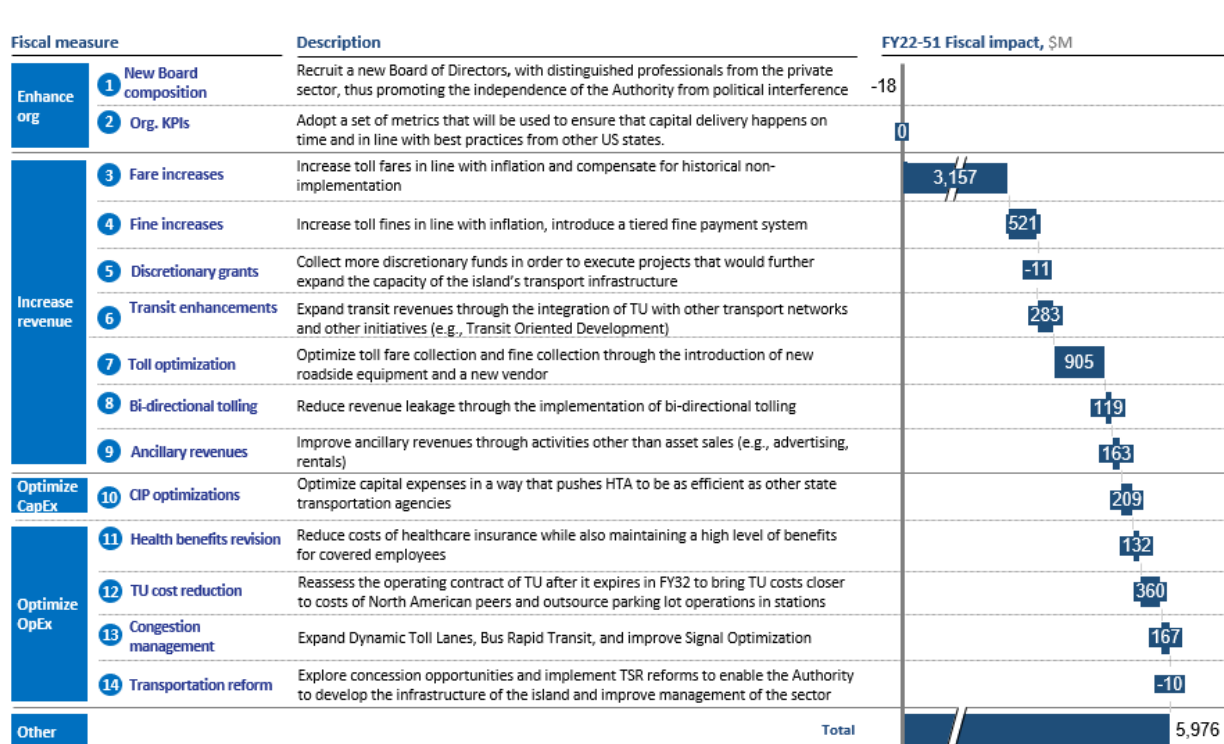 Fiscal measure Description FY22-51 Fiscal impact, $M
Enhance
org
1 New Board
composition
Recruit a new Board of Directors, with distinguished professionals from the private
sector, thus promoting the independence of the Authority from political interference
-18
2 Org. KPIs
Adopt a set of metrics that will be used to ensure that capital delivery happens on
time and in line with best practices from other US states.
0
Increase
revenue
3 Fare increases
Increase toll fares in line with inflation and compensate for historical non-
implementation
3,157
4 Fine increases
Increase toll fines in line with inflation, introduce a tiered fine payment system
521
5 Discretionary grants
Collect more discretionary funds in order to execute projects that would further
expand the capacity of the island's transport infrastructure
-11
6 Transit enhancements
Expand transit revenues through the integration of TU with other transport networks
and other initiatives (e.g., Transit Oriented Development)
283
7 Toll optimization
Optimize toll fare collection and fine collection through the introduction of new
roadside equipment and a new vendor
905
8 Bi-directional tolling
Reduce revenue leakage through the implementation of bi-directional tolling
119
9 Ancillary revenues
Improve ancillary revenues through activities other than asset sales (e.g., advertising,
rentals)
163
Optimize
CapEx
10 CIP optimizations
Optimize capital expenses in a way that pushes HTA to be as efficient as other state
transportation agencies
209
Optimize
OpEx
11 Health benefits revision
Reduce costs of healthcare insurance while also maintaining a high level of benefits
for covered employees
132
12 TU cost reduction
Reassess the operating contract of TU after it expires in FY32 to bring TU costs closer
to costs of North American peers and outsource parking lot operations in stations
360
13 Congestion
management
Expand Dynamic Toll Lanes, Bus Rapid Transit, and improve Signal Optimization
167
14 Transportation reform
Explore concession opportunities and implement TSR reforms to enable the Authority
to develop the infrastructure of the island and improve management of the sector
-10
Other
Total
5,976